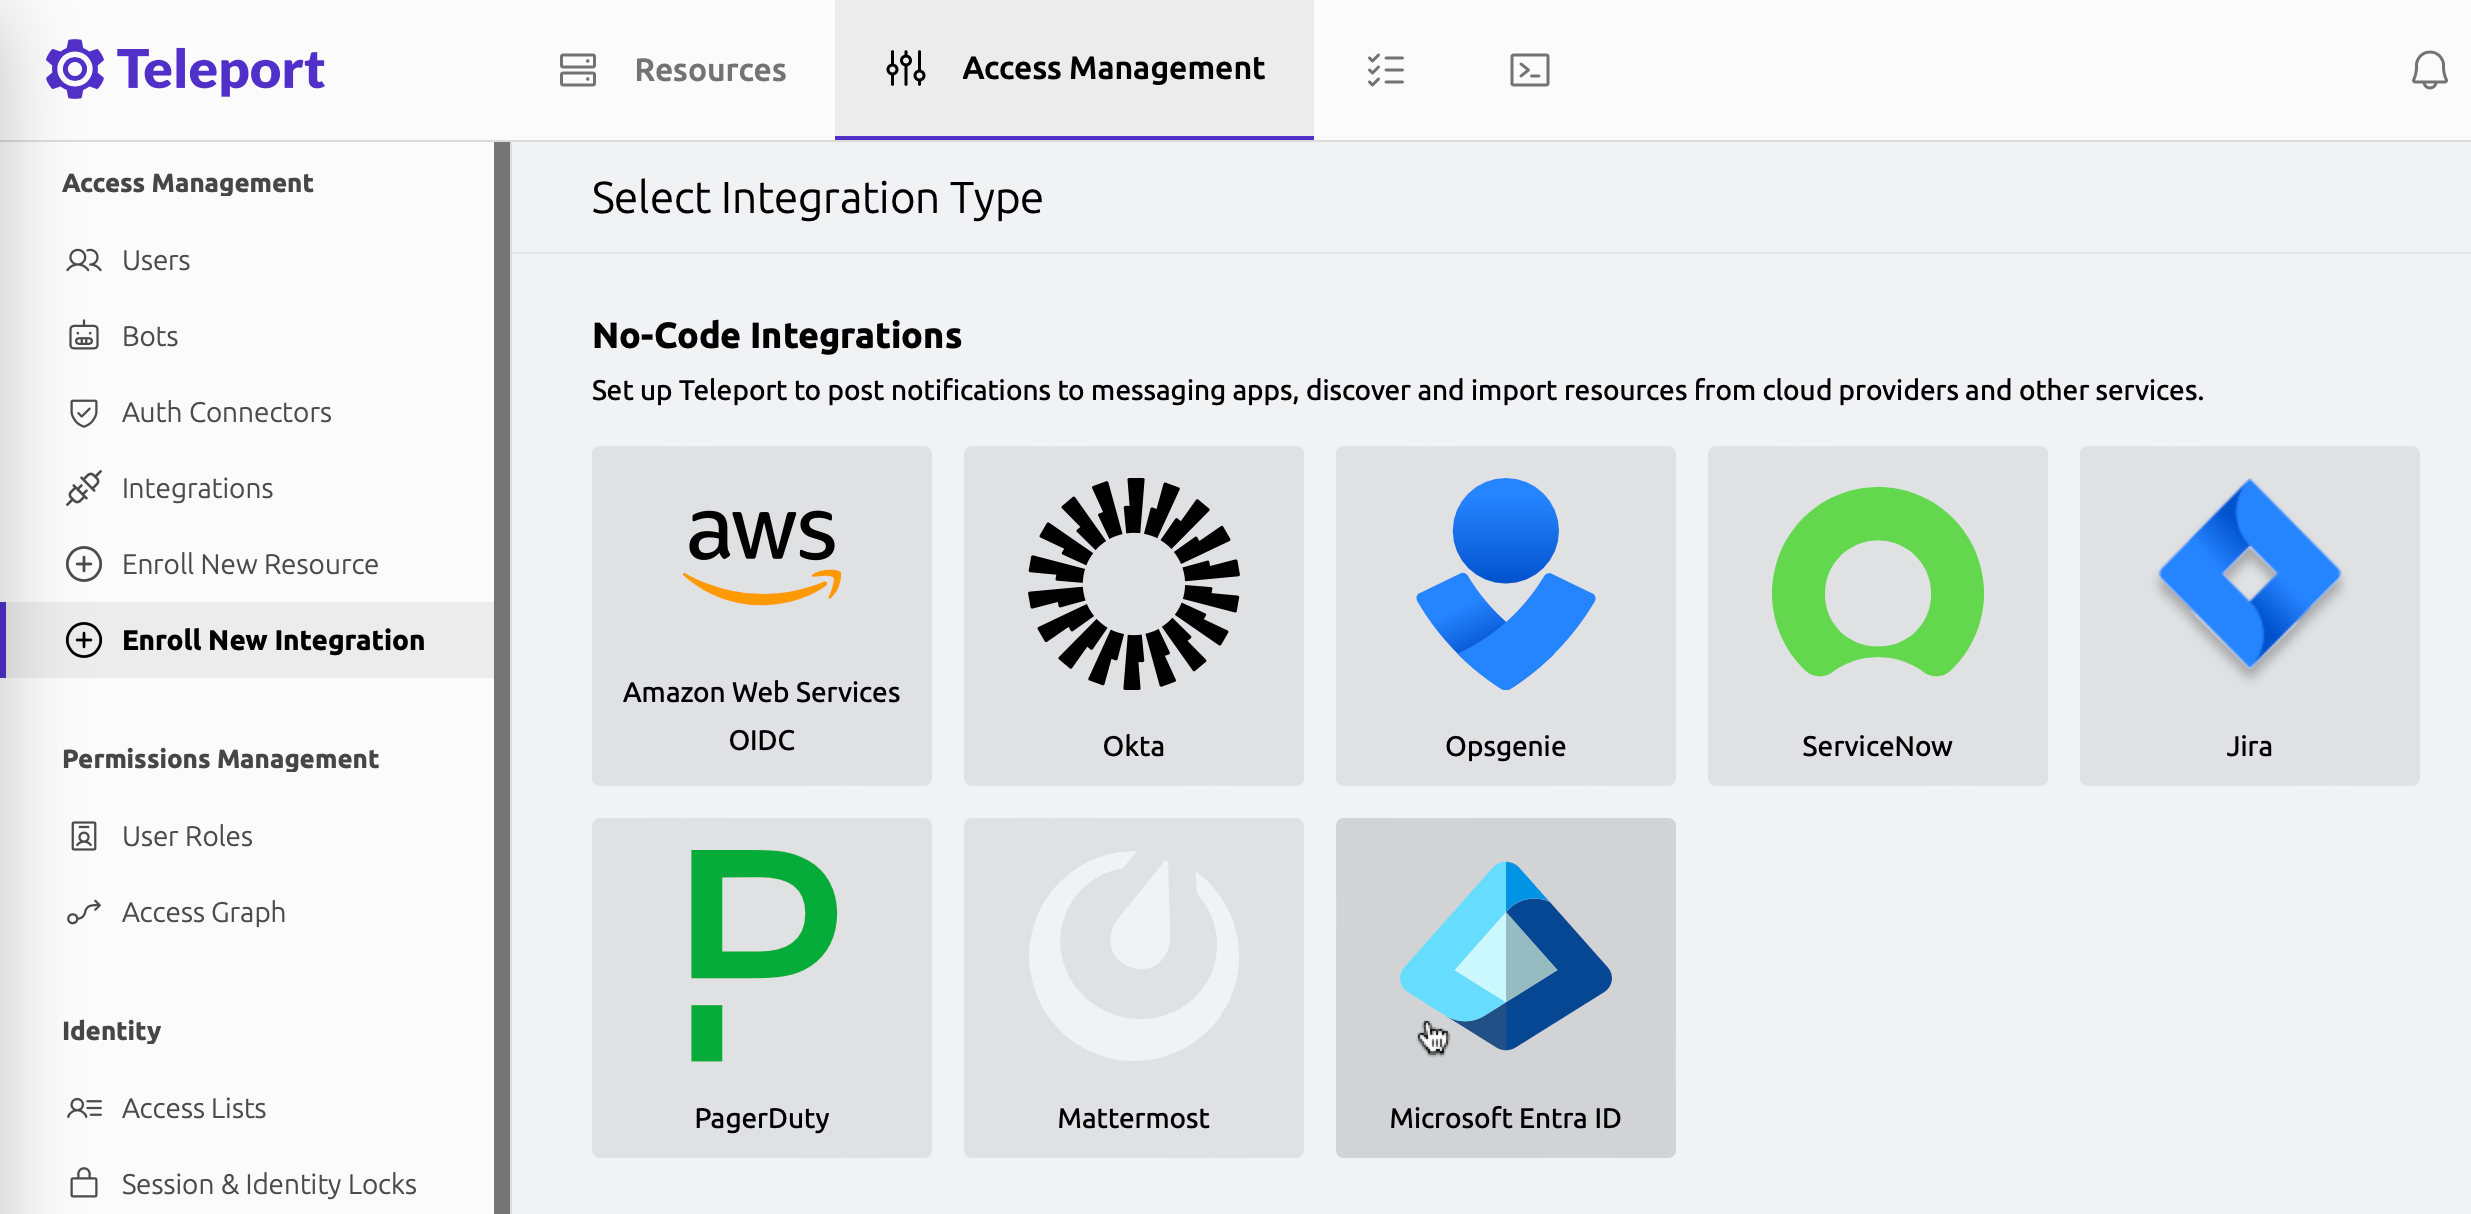 Teleport
Resources
Access Management
Access Management
Users
Bots
Auth Connectors
Integrations
Enroll New Resource
Enroll New Integration
Permissions Management
User Roles
Access Graph
Identity
Access Lists
Session & Identity Locks
Select Integration Type
No-Code Integrations
Set up Teleport to post notifications to messaging apps, discover and import resources from cloud providers and other services.
aws
Amazon Web Services
OIDC
Okta
Opsgenie
ServiceNow
Jira
PagerDuty
Mattermost
Microsoft Entra ID